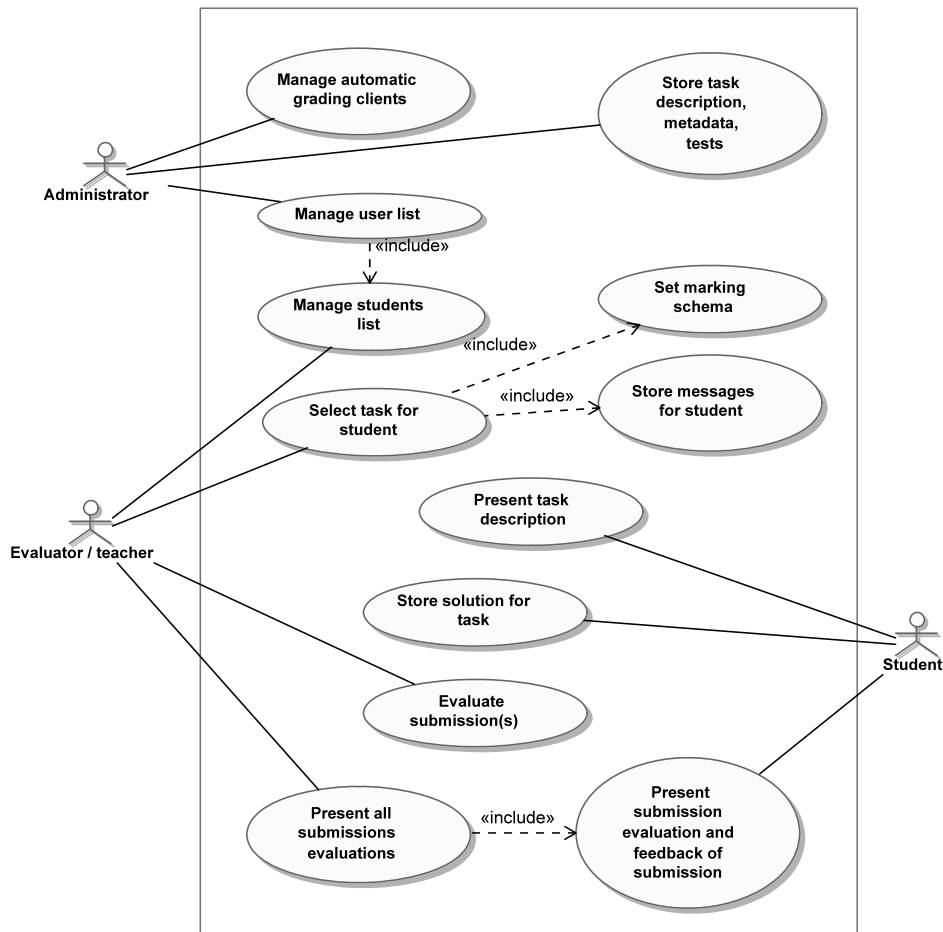 Manage automatic
grading clients
Store task
description,
metadata,
tests
Administrator
Manage user list
«include»
Manage students
list
Set marking
schema
«include»
Store messages
for student
«include»
Select task for
student
Present task
description
Evaluator / teacher
Store solution for
task
Student
Evaluate
submission(s)
Present all
submissions
evaluations
«include»
Present
submission
evaluation and
feedback of
submission